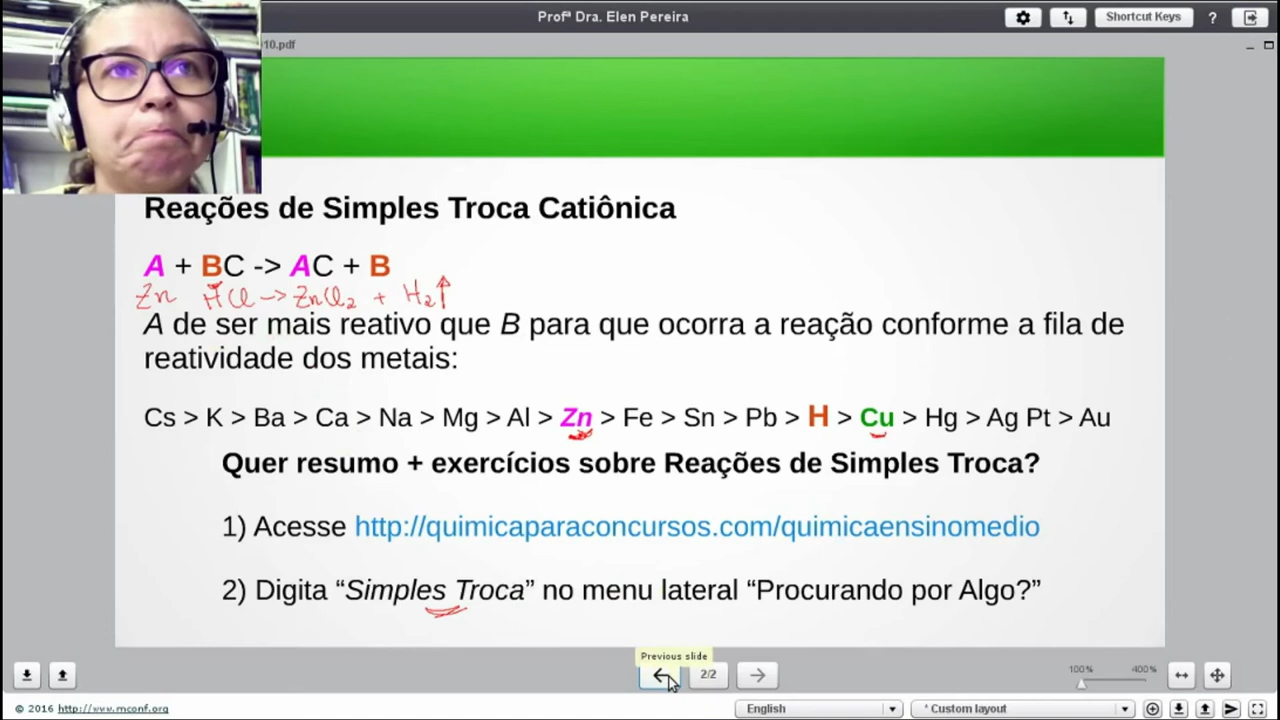 Profª Dra. Elen Pereira
Shortcut Keys
?
10.pdf
Reações de Simples Troca Catiônica
A + BC -> AC + B
Zn HCl -> ZnCl2 + H2↑
A de ser mais reativo que B para que ocorra a reação conforme a fila de
reatividade dos metais:
Cs > K > Ba > Ca > Na > Mg > Al > Zn > Fe > Sn > Pb > H > Cu > Hg > Ag Pt > Au
Quer resumo + exercícios sobre Reações de Simples Troca?
1) Acesse http://quimicaparaconcursos.com/quimicaensinomedio
2) Digita “Simples Troca” no menu lateral “Procurando por Algo?”
Previous slide
2/2
100% 400%
© 2016 http://www.mconf.org
English
* Custom layout